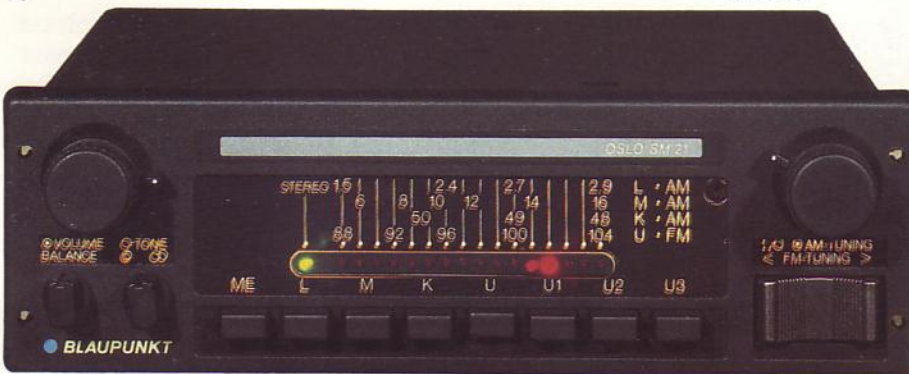 OSLO SM 21
STEREO 1.5 2.4 2.7 2.9 L · AM
6 8 10 12 14 16 M · AM
50 49 48 K · AM
88 92 96 100 104 U · FM
VOLUME TONE
BALANCE
AM-TUNING
< FM-TUNING >
ME L M K U U1 U2 U3
BLAUPUNKT